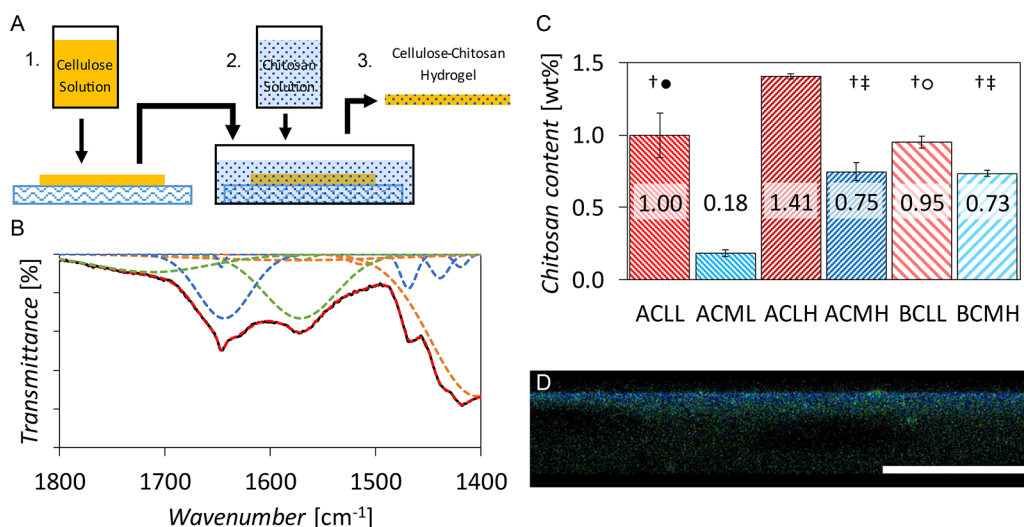 A
1.
Cellulose
Solution
2.
Chitosan
Solution
3.
Cellulose-Chitosan
Hydrogel
B
Transmittance [%]
1800 1700 1600 1500 1400
Wavenumber [cm⁻¹]
C
Chitosan content [wt%]
1.5
1.0
0.5
0.0
†● †‡ †○ †‡
1.00 0.18 1.41 0.75 0.95 0.73
ACLL ACML ACLH ACMH BCLL BCMH
D